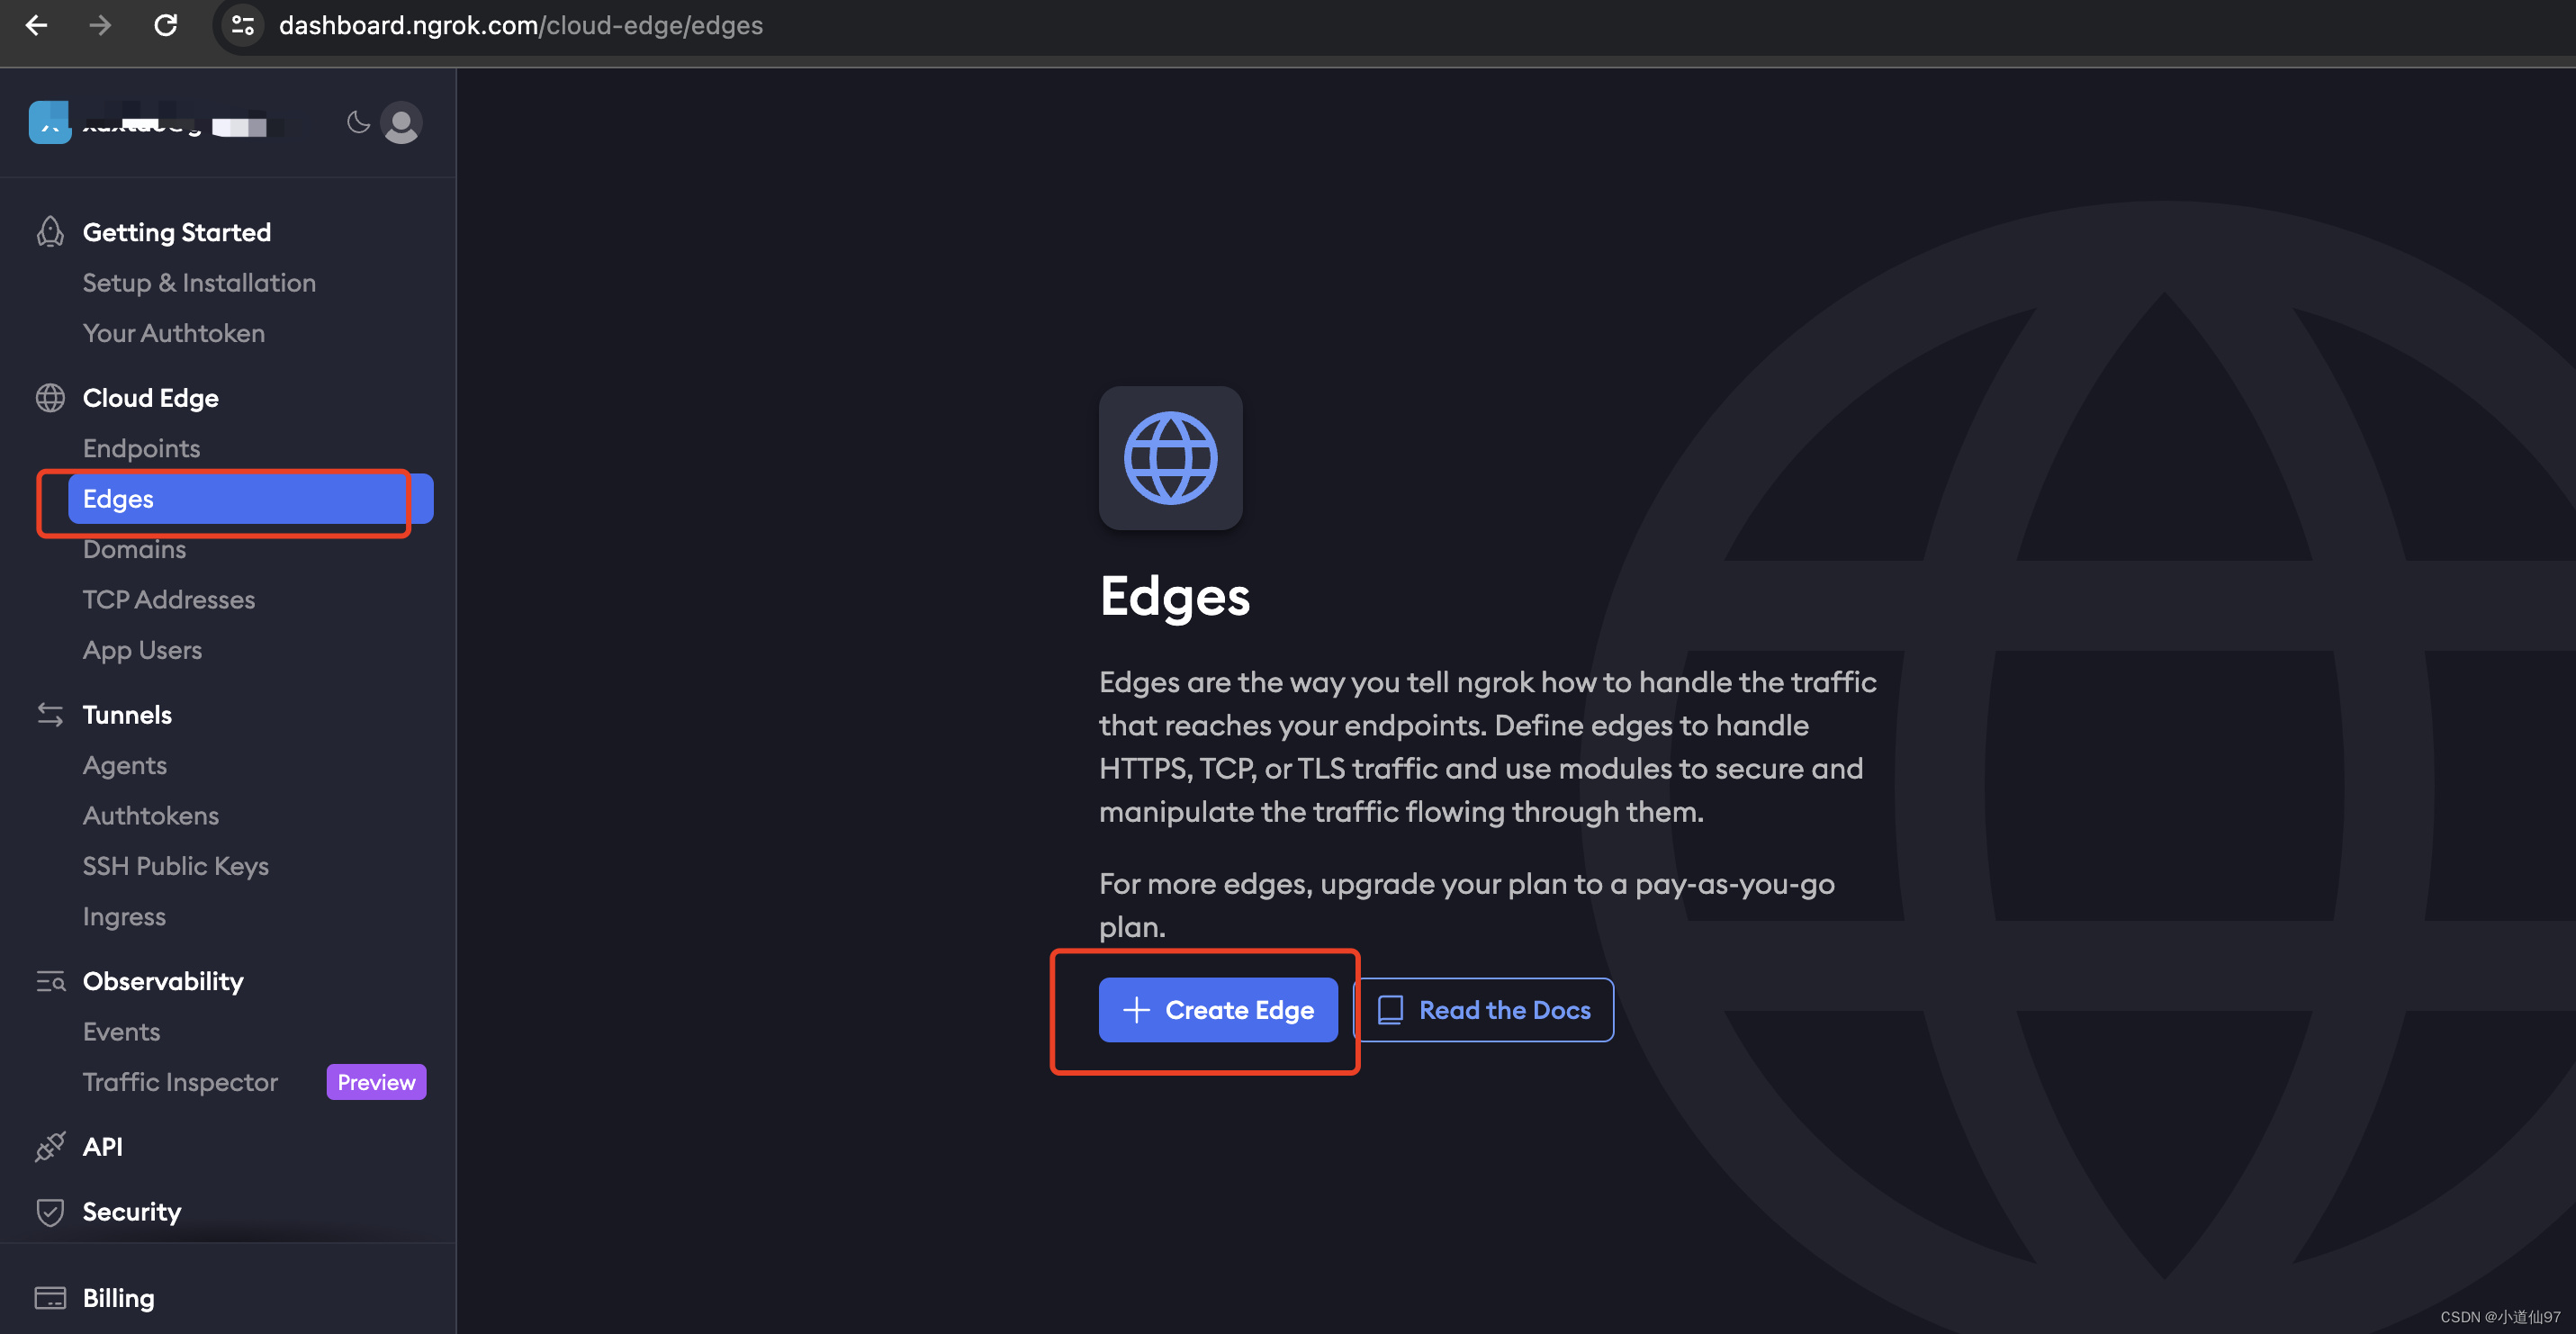 dashboard.ngrok.com/cloud-edge/edges
Getting Started
Setup & Installation
Your Authtoken
Cloud Edge
Endpoints
Edges
Domains
TCP Addresses
App Users
Tunnels
Agents
Authtokens
SSH Public Keys
Ingress
Observability
Events
Traffic Inspector
Preview
API
Security
Billing
Edges
Edges are the way you tell ngrok how to handle the traffic
that reaches your endpoints. Define edges to handle
HTTPS, TCP, or TLS traffic and use modules to secure and
manipulate the traffic flowing through them.
For more edges, upgrade your plan to a pay-as-you-go
plan.
Create Edge
Read the Docs
CSDN @小道仙97